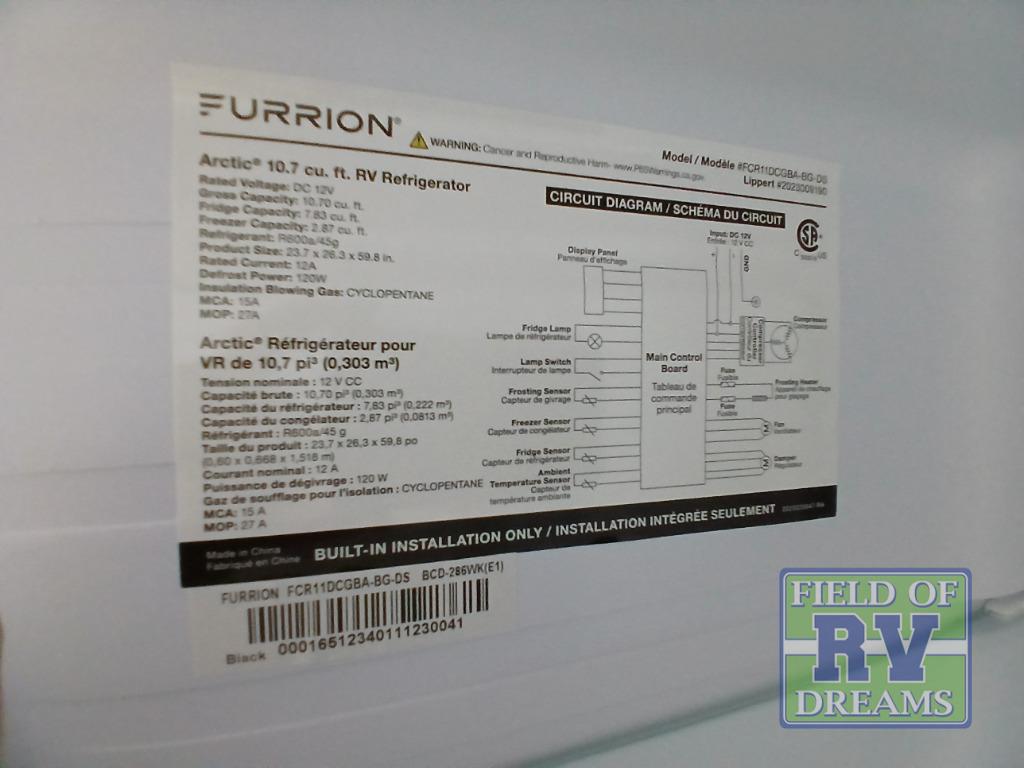 FURRION®
WARNING: Cancer and Reproductive Harm- www.P65Warnings.ca.gov
Model / Modèle #FCR11DCGBA-BG-DS
Lippert #2023009190
Arctic® 10.7 cu. ft. RV Refrigerator
Rated Voltage: DC 12V
Gross Capacity: 10.70 cu. ft.
Fridge Capacity: 7.83 cu. ft.
Freezer Capacity: 2.87 cu. ft.
Refrigerant: R600a/45g
Product Size: 23.7 x 26.3 x 59.8 in.
Rated Current: 12A
Defrost Power: 120W
Insulation Blowing Gas: CYCLOPENTANE
MCA: 15A
MOP: 27A
Arctic® Réfrigérateur pour
VR de 10,7 pi³ (0,303 m³)
Tension nominale : 12 V CC
Capacité brute : 10,70 pi³ (0,303 m³)
Capacité du réfrigérateur : 7,83 pi³ (0,222 m³)
Capacité du congélateur : 2,87 pi³ (0,0813 m³)
Réfrigérant : R600a/45 g
Taille du produit : 23,7 x 26,3 x 59,8 po
(0,60 x 0,668 x 1,518 m)
Courant nominal : 12 A
Puissance de dégivrage : 120 W
Gaz de soufflage pour l'isolation : CYCLOPENTANE
MCA: 15 A
MOP: 27 A
CIRCUIT DIAGRAM / SCHÉMA DU CIRCUIT
Input: DC 12V
Entrée : 12 V CC
GND
C US
Display Panel
Panneau d'affichage
Fridge Lamp
Lampe de réfrigérateur
Lamp Switch
Interrupteur de lampe
Frosting Sensor
Capteur de givrage
Freezer Sensor
Capteur de congélateur
Fridge Sensor
Capteur de réfrigérateur
Ambient
Temperature Sensor
Capteur de
température ambiante
Main Control
Board
Tableau de
commande
principal
Compressor
Controller
Compressor
Compresseur
Fuse
Fusible
Frosting Heater
Appareil de chauffage
pour givrage
Fuse
Fusible
M
Fan
Ventilateur
M
Damper
Régulateur
Made in China
Fabriqué en Chine
BUILT-IN INSTALLATION ONLY / INSTALLATION INTÉGRÉE SEULEMENT
FURRION FCR11DCGBA-BG-DS BCD-286WK(E1)
Black 00016512340111230041
FIELD OF
RV
DREAMS